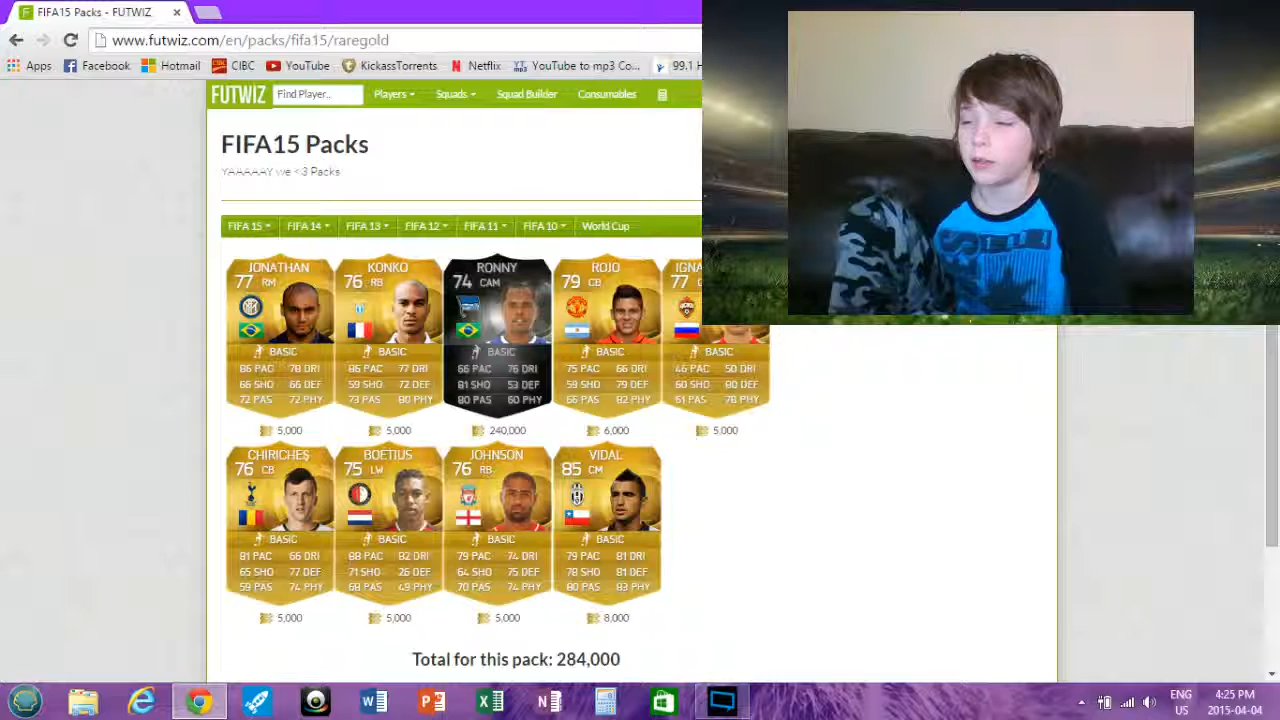 FIFA15 Packs - FUTWIZ
www.futwiz.com/en/packs/fifa15/raregold
Apps Facebook Hotmail CIBC YouTube KickassTorrents Netflix YouTube to mp3 Co... 99.1 H
FUTWIZ Find Player.. Players Squads Squad Builder Consumables
FIFA15 Packs
YAAAAAY we <3 Packs
FIFA 15 FIFA 14 FIFA 13 FIFA 12 FIFA 11 FIFA 10 World Cup
JONATHAN KONKO RONNY ROJO IGNA
77 RM 76 RB 74 CAM 79 CB 77
BASIC BASIC BASIC BASIC BASIC
86 PAC 78 DRI 86 PAC 77 DRI 66 PAC 76 DRI 75 PAC 66 DRI 46 PAC 50 DRI
66 SHO 66 DEF 59 SHO 72 DEF 81 SHO 53 DEF 59 SHO 79 DEF 60 SHO 80 DEF
72 PAS 72 PHY 73 PAS 80 PHY 80 PAS 60 PHY 66 PAS 82 PHY 61 PAS 78 PHY
5,000 5,000 240,000 6,000 5,000
CHIRICHEŞ BOËTIUS JOHNSON VIDAL
76 CB 75 LW 76 RB 85 CM
BASIC BASIC BASIC BASIC
81 PAC 66 DRI 88 PAC 82 DRI 79 PAC 74 DRI 79 PAC 81 DRI
65 SHO 77 DEF 71 SHO 26 DEF 64 SHO 75 DEF 78 SHO 81 DEF
59 PAS 74 PHY 68 PAS 49 PHY 70 PAS 74 PHY 80 PAS 83 PHY
5,000 5,000 5,000 8,000
Total for this pack: 284,000
ENG
US
4:25 PM
2015-04-04